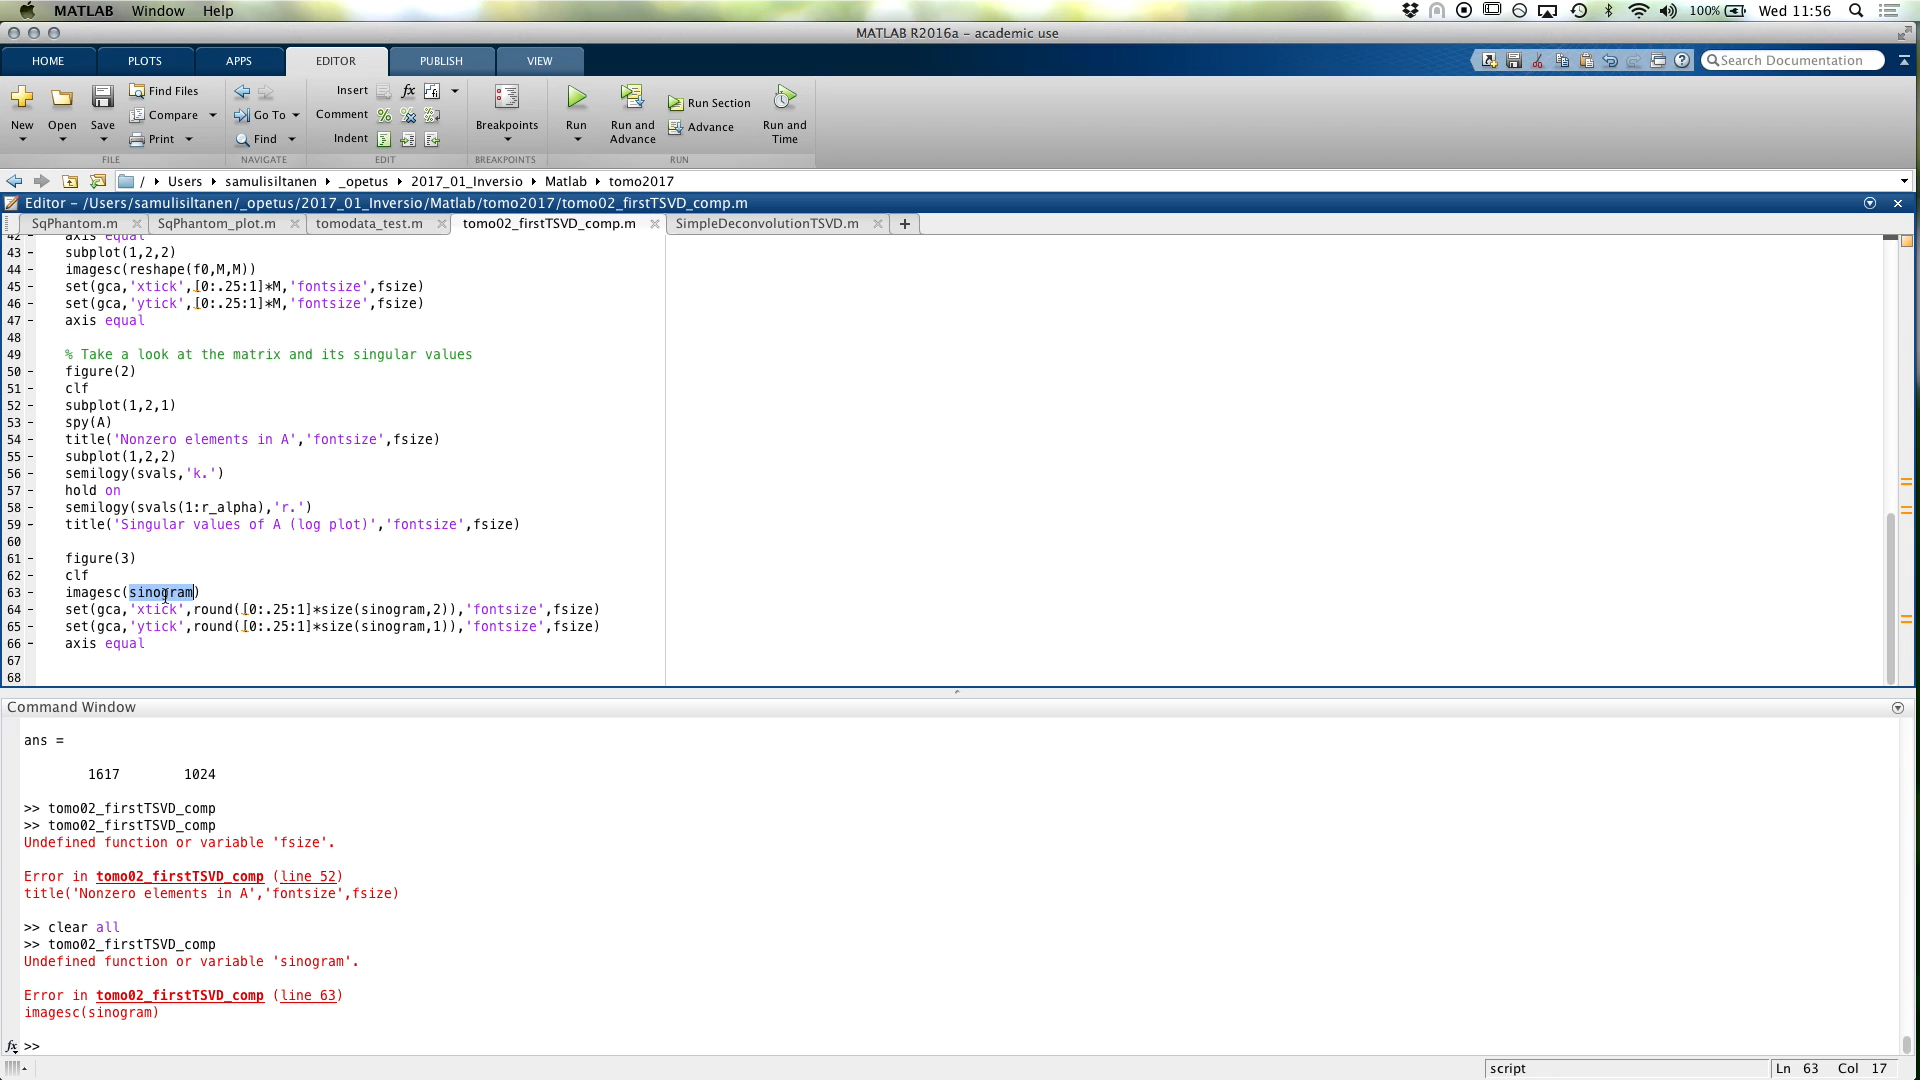 MATLAB Window Help 100% Wed 11:56
MATLAB R2016a - academic use
HOME PLOTS APPS EDITOR PUBLISH VIEW Search Documentation
New Open Save Find Files Compare Print Go To Find Insert fx Comment Indent Breakpoints Run Run and Advance Run Section Advance Run and Time
FILE NAVIGATE EDIT BREAKPOINTS RUN
/ Users samulisiltanen _opetus 2017_01_Inversio Matlab tomo2017
Editor - /Users/samulisiltanen/_opetus/2017_01_Inversio/Matlab/tomo2017/tomo02_firstTSVD_comp.m
SqPhantom.m SqPhantom_plot.m tomodata_test.m tomo02_firstTSVD_comp.m SimpleDeconvolutionTSVD.m +
42 - axis equal
43 - subplot(1,2,2)
44 - imagesc(reshape(f0,M,M))
45 - set(gca,'xtick',[0:.25:1]*M,'fontsize',fsize)
46 - set(gca,'ytick',[0:.25:1]*M,'fontsize',fsize)
47 - axis equal
48
49 % Take a look at the matrix and its singular values
50 - figure(2)
51 - clf
52 - subplot(1,2,1)
53 - spy(A)
54 - title('Nonzero elements in A','fontsize',fsize)
55 - subplot(1,2,2)
56 - semilogy(svals,'k.')
57 - hold on
58 - semilogy(svals(1:r_alpha),'r.')
59 - title('Singular values of A (log plot)','fontsize',fsize)
60
61 - figure(3)
62 - clf
63 - imagesc(sinogram)
64 - set(gca,'xtick',round([0:.25:1]*size(sinogram,2)),'fontsize',fsize)
65 - set(gca,'ytick',round([0:.25:1]*size(sinogram,1)),'fontsize',fsize)
66 - axis equal
67
68
Command Window
ans =
1617 1024
>> tomo02_firstTSVD_comp
>> tomo02_firstTSVD_comp
Undefined function or variable 'fsize'.
Error in tomo02_firstTSVD_comp (line 52)
title('Nonzero elements in A','fontsize',fsize)
>> clear all
>> tomo02_firstTSVD_comp
Undefined function or variable 'sinogram'.
Error in tomo02_firstTSVD_comp (line 63)
imagesc(sinogram)
fx >>
script Ln 63 Col 17